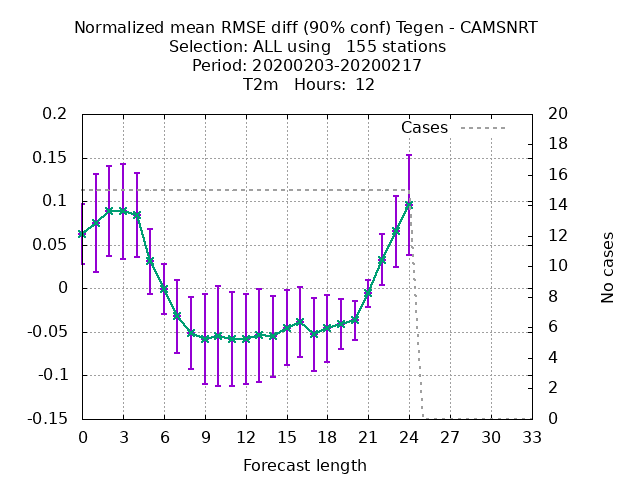 Normalized mean RMSE diff (90% conf) Tegen - CAMSNRT
Selection: ALL using   155 stations
Period: 20200203-20200217
T2m   Hours:  12
Cases
0.2
0.15
0.1
0.05
0
-0.05
-0.1
-0.15
20
18
16
14
12
10
8
6
4
2
0
No cases
0 3 6 9 12 15 18 21 24 27 30 33
Forecast length